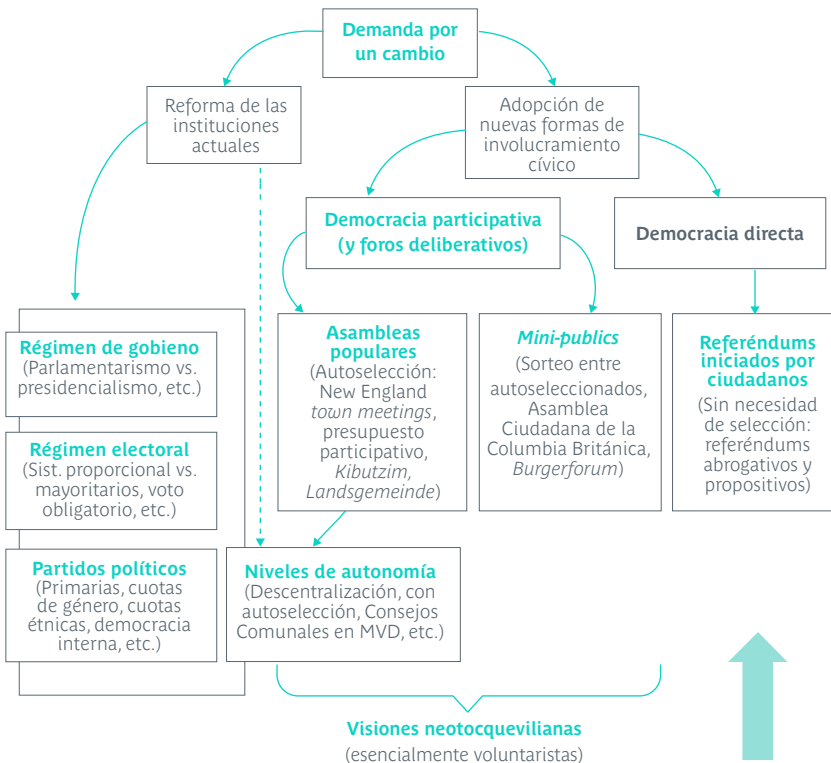 Demanda por
un cambio
Reforma de las
instituciones
actuales
Adopción de
nuevas formas de
involucramiento
cívico
Democracia participativa
(y foros deliberativos)
Democracia directa
Régimen de gobieno
(Parlamentarismo vs.
presidencialismo, etc.)
Régimen electoral
(Sist. proporcional vs.
mayoritarios, voto
obligatorio, etc.)
Partidos políticos
(Primarias, cuotas
de género, cuotas
étnicas, democracia
interna, etc.)
Asambleas
populares
(Autoselección:
New England
town meetings,
presupuesto
participativo,
Kibutzim,
Landsgemeinde)
Mini-publics
(Sorteo entre
autoseleccionados,
Asamblea
Ciudadana de la
Columbia Británica,
Burgerforum)
Referéndums
iniciados por
ciudadanos
(Sin necesidad
de selección:
referéndums
abrogativos y
propositivos)
Niveles de autonomía
(Descentralización, con
autoselección, Consejos
Comunales en MVD, etc.)
Visiones neotocquevilianas
(esencialmente voluntaristas)